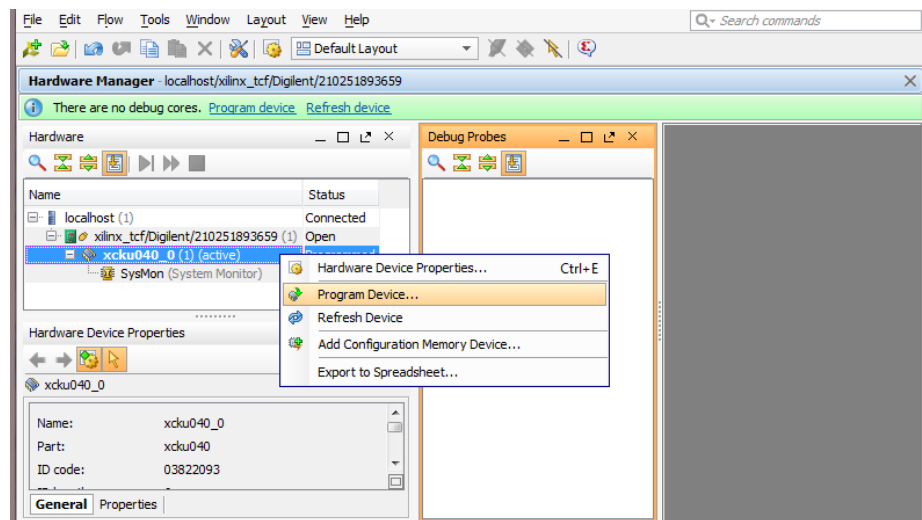 File Edit Flow Tools Window Layout View Help
Search commands
Default Layout
Hardware Manager - localhost/xilinx_tcf/Digilent/210251893659
There are no debug cores. Program device Refresh device
Hardware
Debug Probes
Name Status
localhost (1) Connected
xilinx_tcf/Digilent/210251893659 (1) Open
xcku040_0 (1) (active)
SysMon (System Monitor)
Hardware Device Properties... Ctrl+E
Program Device...
Refresh Device
Add Configuration Memory Device...
Export to Spreadsheet...
Hardware Device Properties
xcku040_0
Name: xcku040_0
Part: xcku040
ID code: 03822093
General Properties